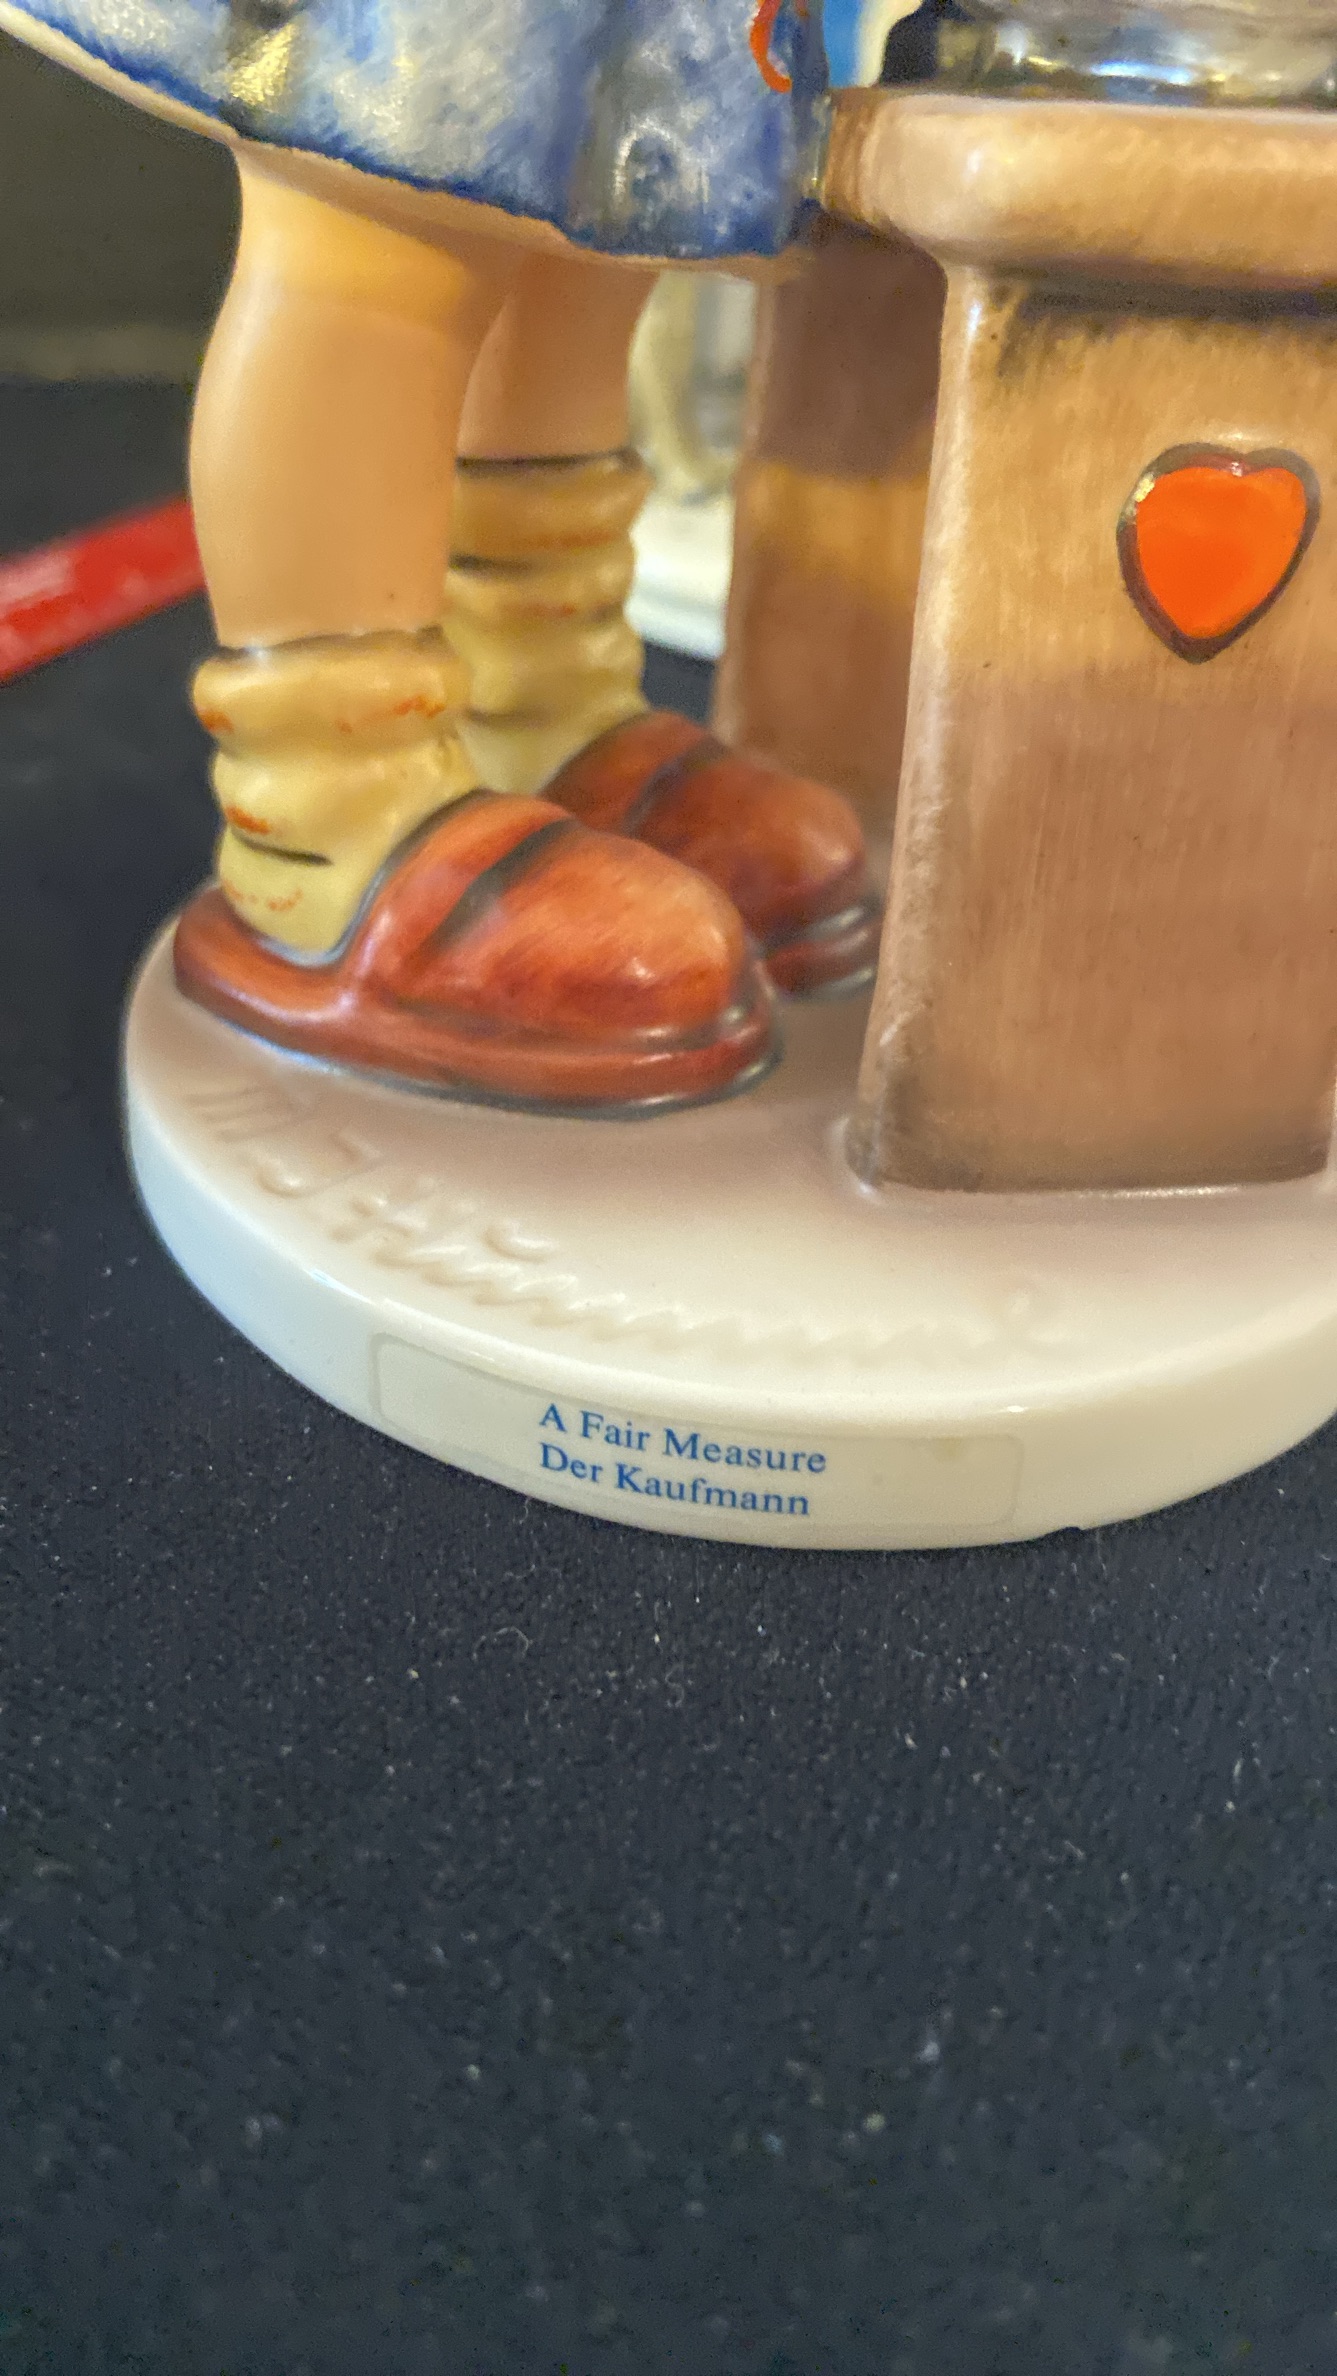 M.J. Hummel
A Fair Measure
Der Kaufmann